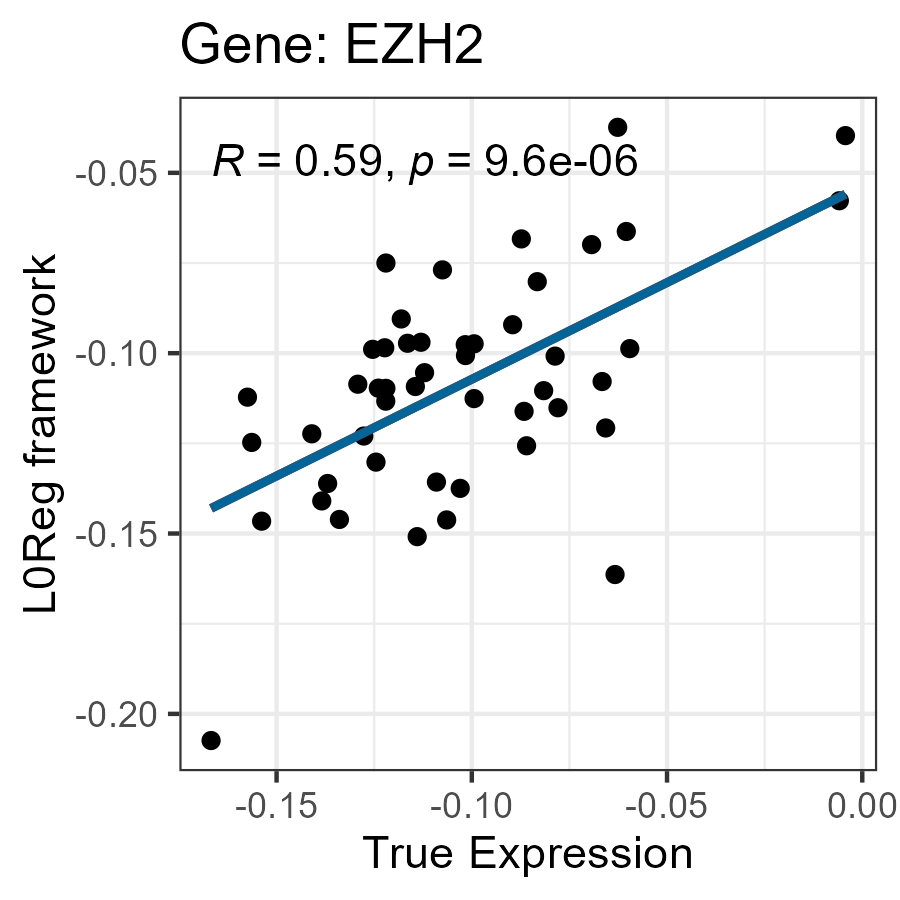 Gene: EZH2
R = 0.59, p = 9.6e-06
L0Reg framework
-0.05
-0.10
-0.15
-0.20
-0.15
-0.10
-0.05
0.00
True Expression